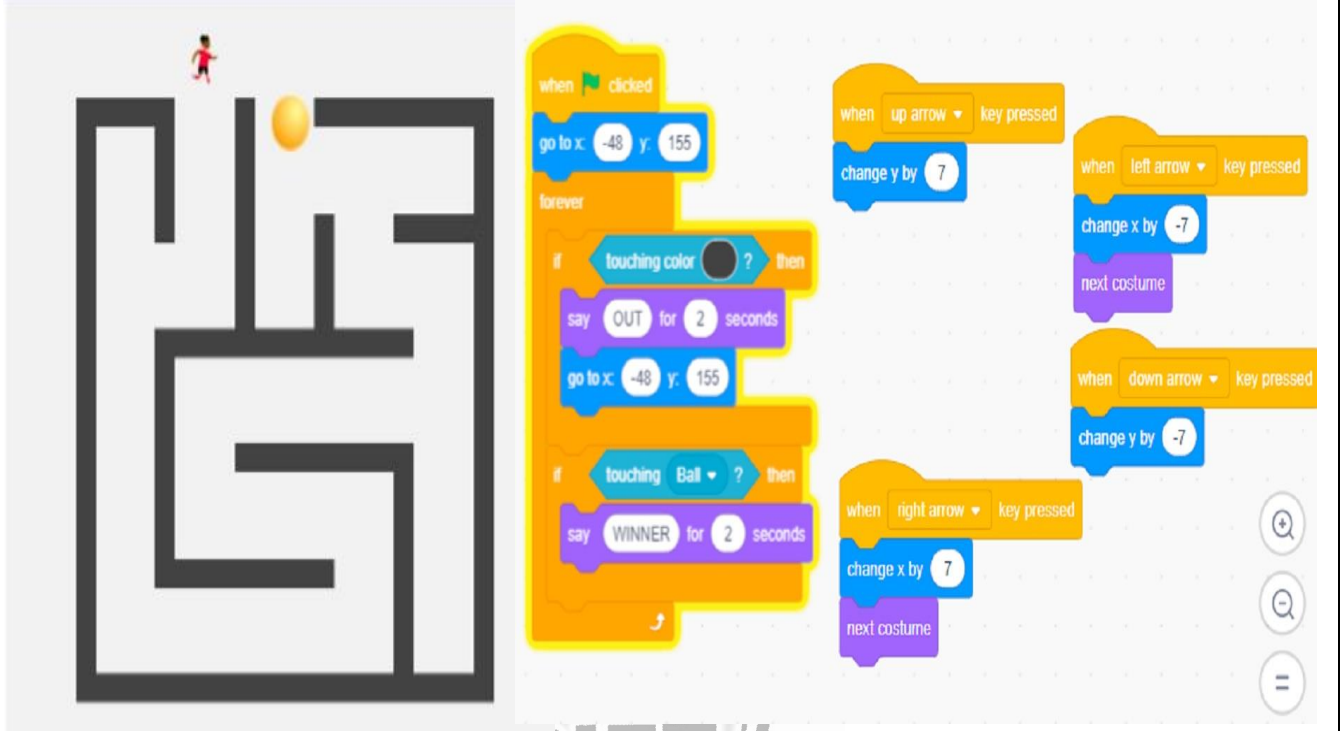 when clicked
go to x: -48 y: 155
forever
if touching color ? then
say OUT for 2 seconds
go to x: -48 y: 155
if touching Ball ? then
say WINNER for 2 seconds
when up arrow key pressed
change y by 7
when left arrow key pressed
change x by -7
next costume
when down arrow key pressed
change y by -7
when right arrow key pressed
change x by 7
next costume